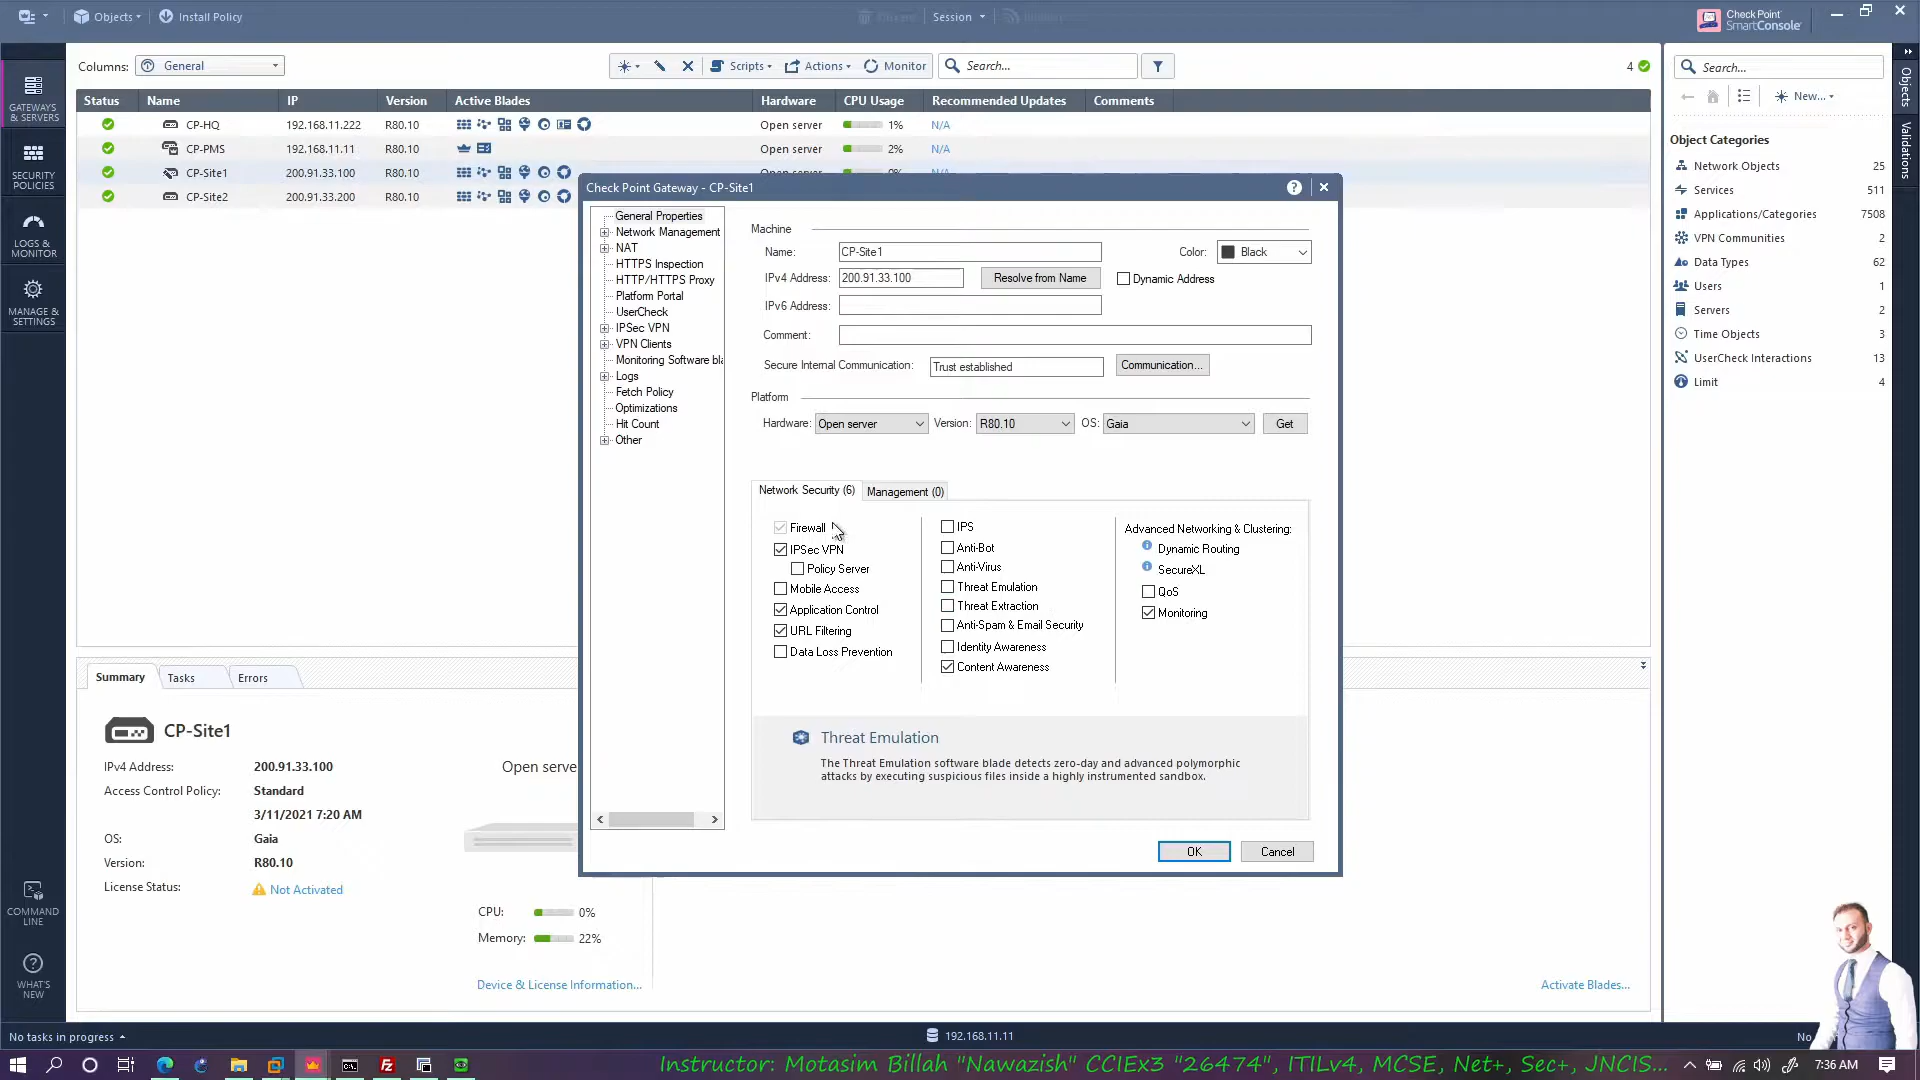 Objects
Install Policy
Session
Check Point
SmartConsole
Columns:
General
Scripts
Actions
Monitor
Search...
4
Status
Name
IP
Version
Active Blades
Hardware
CPU Usage
Recommended Updates
Comments
CP-HQ
192.168.11.222
R80.10
Open server
1%
N/A
CP-PMS
192.168.11.11
R80.10
Open server
2%
N/A
CP-Site1
200.91.33.100
R80.10
CP-Site2
200.91.33.200
R80.10
GATEWAYS
& SERVERS
SECURITY
POLICIES
LOGS &
MONITOR
MANAGE &
SETTINGS
COMMAND
LINE
WHAT'S
NEW
Check Point Gateway - CP-Site1
General Properties
Network Management
NAT
HTTPS Inspection
HTTP/HTTPS Proxy
Platform Portal
UserCheck
IPSec VPN
VPN Clients
Monitoring Software bla
Logs
Fetch Policy
Optimizations
Hit Count
Other
Machine
Name:
CP-Site1
Color:
Black
IPv4 Address:
200.91.33.100
Resolve from Name
Dynamic Address
IPv6 Address:
Comment:
Secure Internal Communication:
Trust established
Communication...
Platform
Hardware:
Open server
Version:
R80.10
OS:
Gaia
Get
Network Security (6)
Management (0)
Firewall
IPSec VPN
Policy Server
Mobile Access
Application Control
URL Filtering
Data Loss Prevention
IPS
Anti-Bot
Anti-Virus
Threat Emulation
Threat Extraction
Anti-Spam & Email Security
Identity Awareness
Content Awareness
Advanced Networking & Clustering:
Dynamic Routing
SecureXL
QoS
Monitoring
Threat Emulation
The Threat Emulation software blade detects zero-day and advanced polymorphic
attacks by executing suspicious files inside a highly instrumented sandbox.
OK
Cancel
Summary
Tasks
Errors
CP-Site1
IPv4 Address:
200.91.33.100
Access Control Policy:
Standard
3/11/2021 7:20 AM
OS:
Gaia
Version:
R80.10
License Status:
Not Activated
CPU:
0%
Memory:
22%
Device & License Information...
Activate Blades...
Search...
New...
Object Categories
Network Objects
25
Services
511
Applications/Categories
7508
VPN Communities
2
Data Types
62
Users
1
Servers
2
Time Objects
3
UserCheck Interactions
13
Limit
4
Objects
Validations
No tasks in progress
192.168.11.11
No
Instructor: Motasim Billah "Nawazish" CCIEx3 "26474", ITILv4, MCSE, Net+, Sec+, JNCIS...
7:36 AM